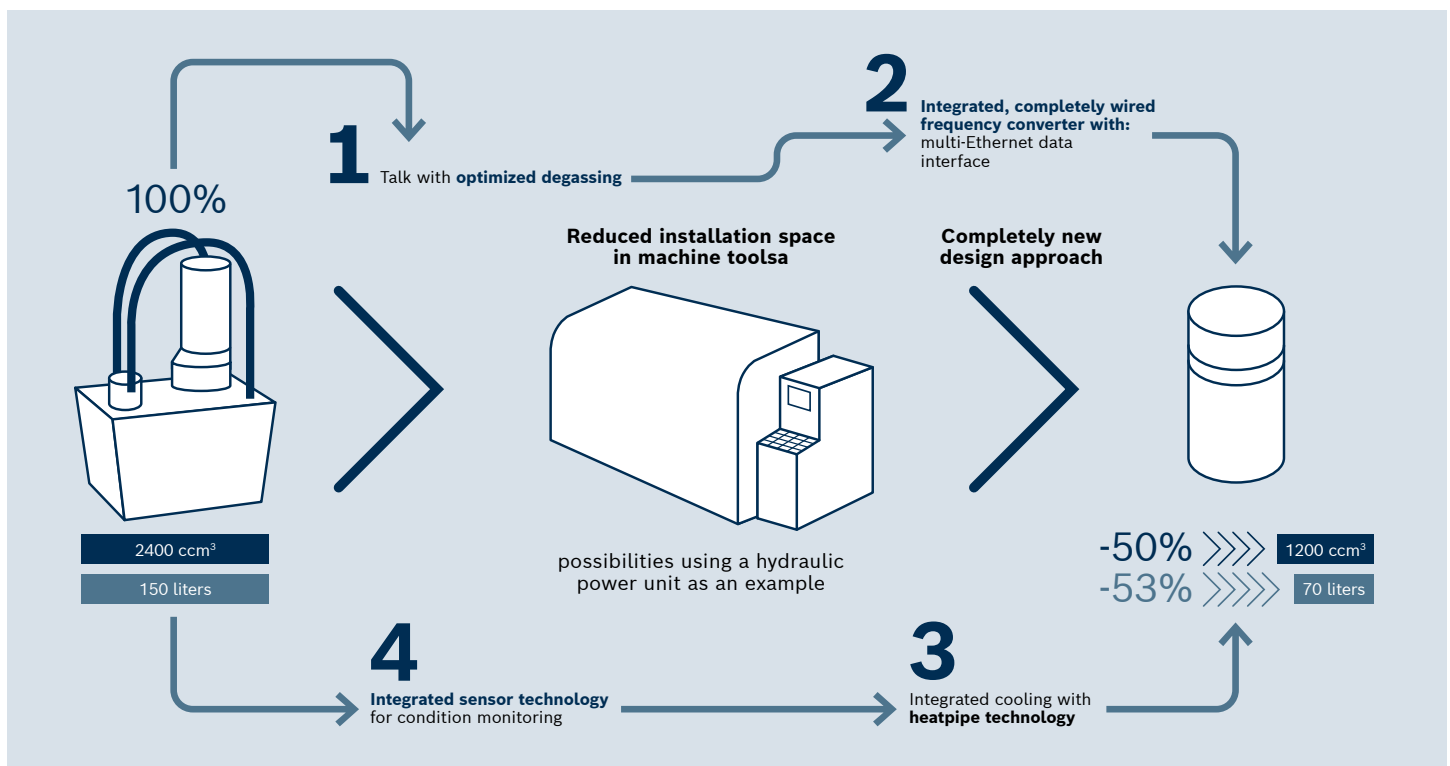 1
Talk with optimized degassing
2
Integrated, completely wired
frequency converter with:
multi-Ethernet data
interface
100%
Reduced installation space
in machine toolsa
Completely new
design approach
possibilities using a hydraulic
power unit as an example
2400 ccm³
150 liters
-50%
1200 ccm³
-53%
70 liters
4
Integrated sensor technology
for condition monitoring
3
Integrated cooling with
heatpipe technology